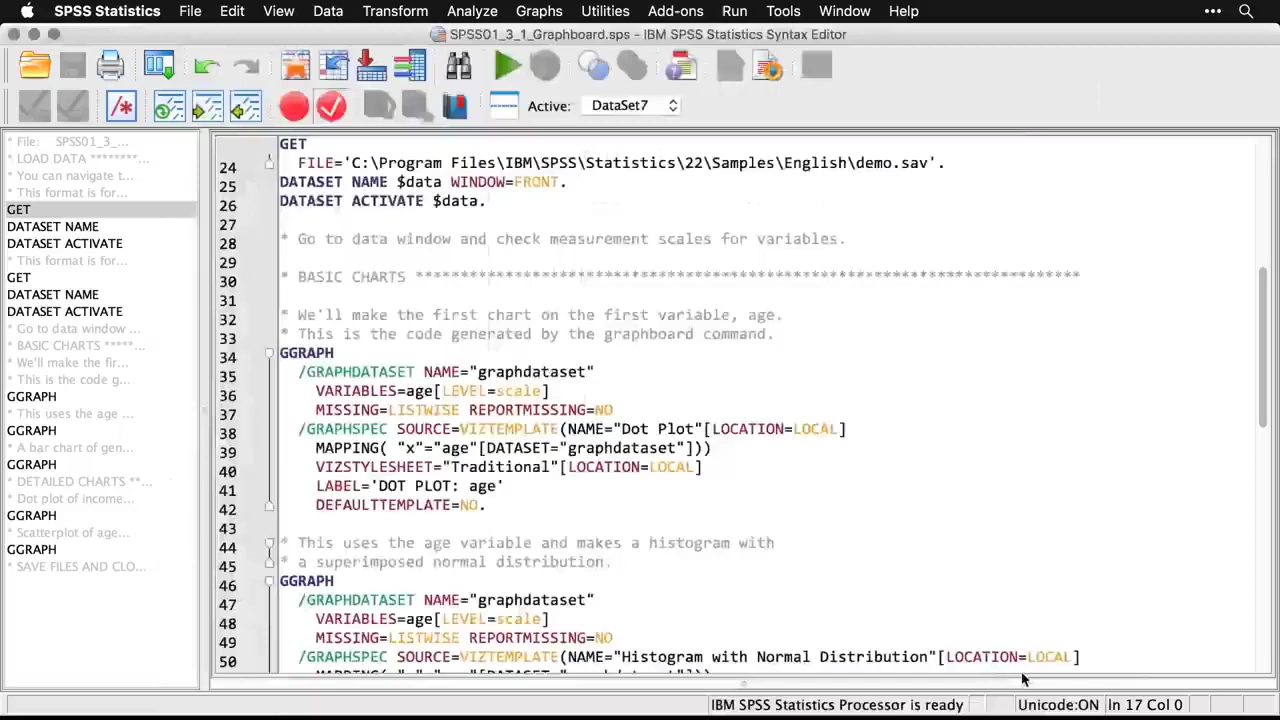 SPSS Statistics File Edit View Data Transform Analyze Graphs Utilities Add-ons Run Tools Window Help
SPSS01_3_1_Graphboard.sps - IBM SPSS Statistics Syntax Editor
Active: DataSet7
* File: SPSS01_3_...
* LOAD DATA ********...
* You can navigate t...
* This format is for...
GET
DATASET NAME
DATASET ACTIVATE
* This format is for...
GET
DATASET NAME
DATASET ACTIVATE
* Go to data window ...
* BASIC CHARTS *****...
* We'll make the fir...
* This is the code g...
GGRAPH
* This uses the age ...
GGRAPH
* A bar chart of gen...
GGRAPH
* DETAILED CHARTS **...
* Dot plot of income...
GGRAPH
* Scatterplot of age...
GGRAPH
* SAVE FILES AND CLO...
GET
24 FILE='C:\Program Files\IBM\SPSS\Statistics\22\Samples\English\demo.sav'.
25 DATASET NAME $data WINDOW=FRONT.
26 DATASET ACTIVATE $data.
27
28 * Go to data window and check measurement scales for variables.
29
30 * BASIC CHARTS **************************************************************************
31
32 * We'll make the first chart on the first variable, age.
33 * This is the code generated by the graphboard command.
34 GGRAPH
35 /GRAPHDATASET NAME="graphdataset"
36 VARIABLES=age[LEVEL=scale]
37 MISSING=LISTWISE REPORTMISSING=NO
38 /GRAPHSPEC SOURCE=VIZTEMPLATE(NAME="Dot Plot"[LOCATION=LOCAL]
39 MAPPING( "x"="age"[DATASET="graphdataset"]))
40 VIZSTYLESHEET="Traditional"[LOCATION=LOCAL]
41 LABEL='DOT PLOT: age'
42 DEFAULTTEMPLATE=NO.
43
44 * This uses the age variable and makes a histogram with
45 * a superimposed normal distribution.
46 GGRAPH
47 /GRAPHDATASET NAME="graphdataset"
48 VARIABLES=age[LEVEL=scale]
49 MISSING=LISTWISE REPORTMISSING=NO
50 /GRAPHSPEC SOURCE=VIZTEMPLATE(NAME="Histogram with Normal Distribution"[LOCATION=LOCAL]
IBM SPSS Statistics Processor is ready Unicode:ON In 17 Col 0